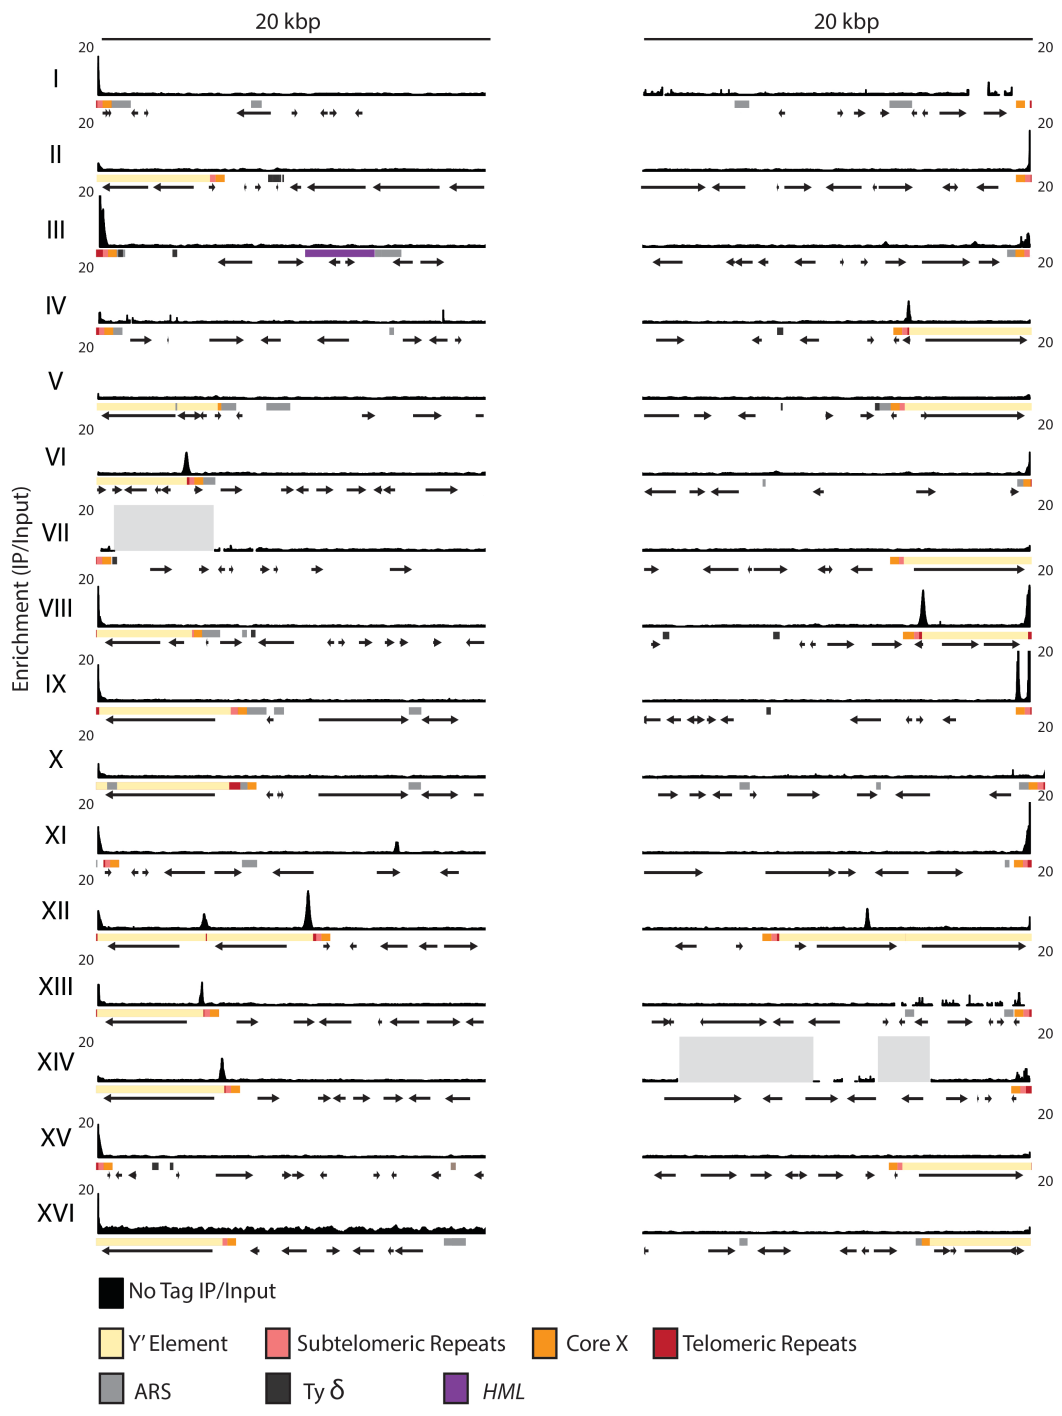 20 kbp 20 kbp
20 20
I
20 20
II
20 20
III
20 20
IV
20 20
V
20 20
VI
20 20
VII
20 20
VIII
20 20
IX
20 20
X
20 20
XI
20 20
XII
20 20
XIII
20 20
XIV
20 20
XV
20 20
XVI
Enrichment (IP/Input)
No Tag IP/Input
Y′ Element Subtelomeric Repeats Core X Telomeric Repeats
ARS Ty δ HML